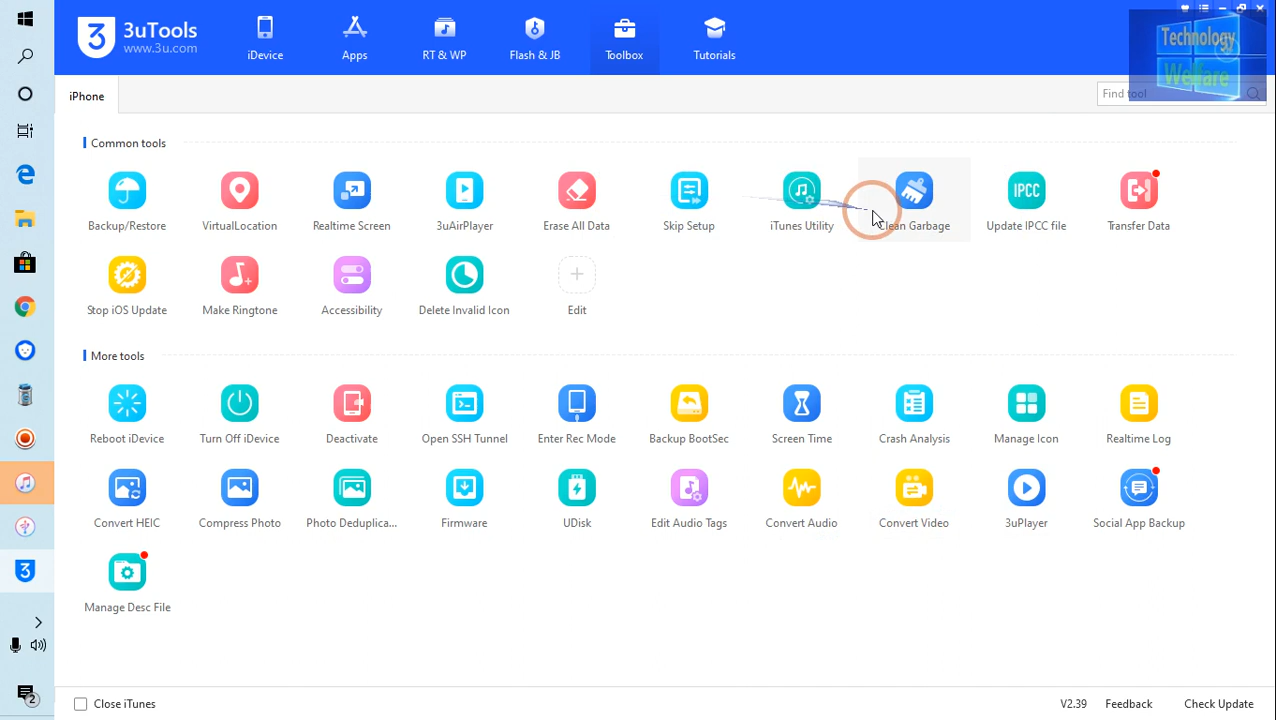 3 3uTools
www.3u.com
iDevice Apps RT & WP Flash & JB Toolbox Tutorials
Technology
Welfare
iPhone
Find tool
Common tools
Backup/Restore VirtualLocation Realtime Screen 3uAirPlayer Erase All Data Skip Setup iTunes Utility Clean Garbage Update IPCC file Transfer Data
IPCC
Stop iOS Update Make Ringtone Accessibility Delete Invalid Icon Edit
More tools
Reboot iDevice Turn Off iDevice Deactivate Open SSH Tunnel Enter Rec Mode Backup BootSec Screen Time Crash Analysis Manage Icon Realtime Log
Convert HEIC Compress Photo Photo Deduplica... Firmware UDisk Edit Audio Tags Convert Audio Convert Video 3uPlayer Social App Backup
3
Manage Desc File
2
Close iTunes V2.39 Feedback Check Update